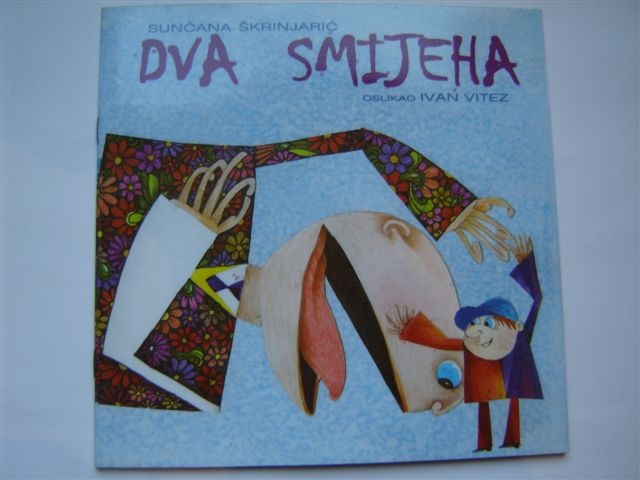 SUNČANA ŠKRINJARIĆ
DVA SMIJEHA
OSLIKAO IVAN VITEZ